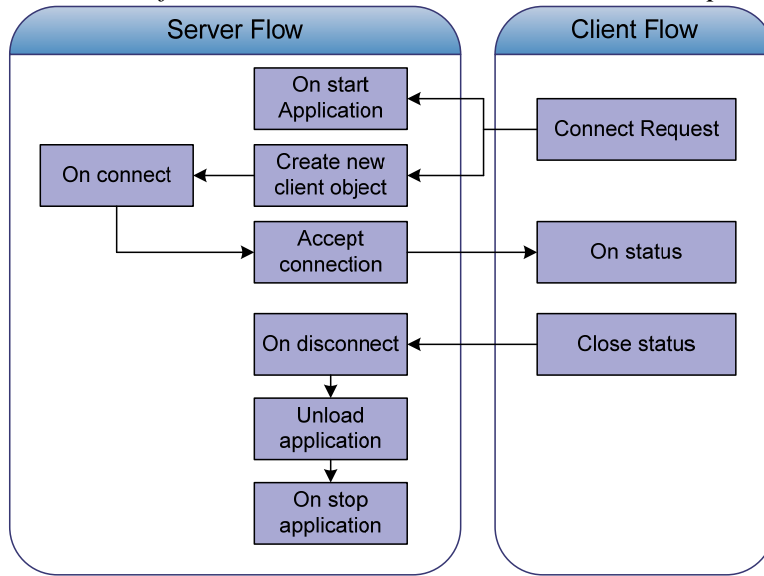 Server Flow
Client Flow
On start
Application
Connect Request
On connect
Create new
client object
Accept
connection
On status
On disconnect
Close status
Unload
application
On stop
application